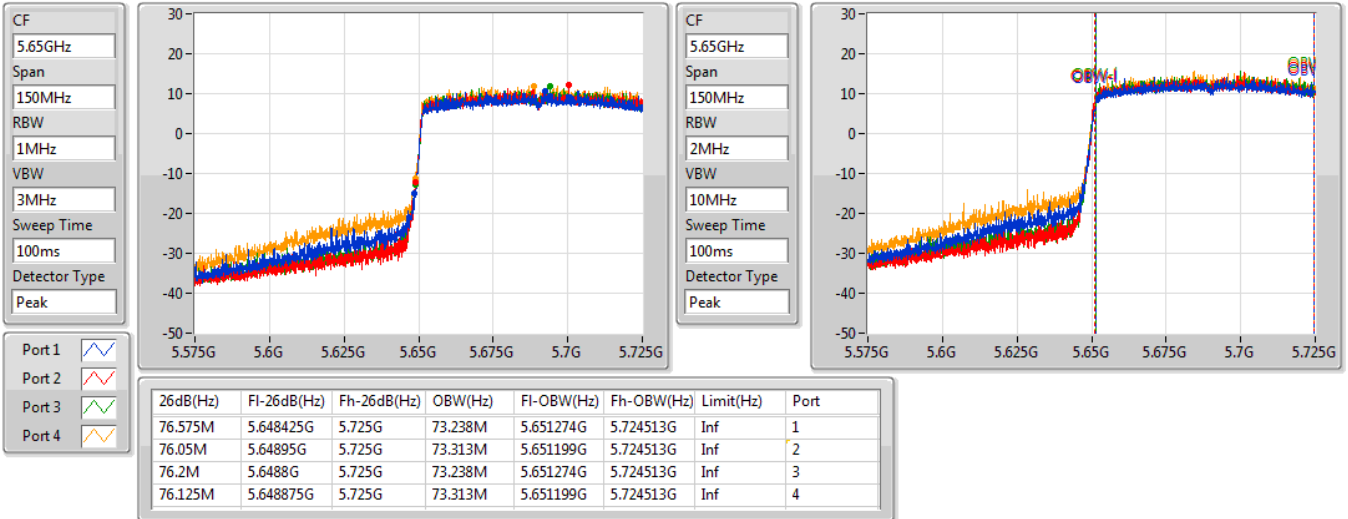 CF
5.65GHz
Span
150MHz
RBW
1MHz
VBW
3MHz
Sweep Time
100ms
Detector Type
Peak
30
20
10
0
-10
-20
-30
-40
-50
5.575G 5.6G 5.625G 5.65G 5.675G 5.7G 5.725G
CF
5.65GHz
Span
150MHz
RBW
2MHz
VBW
10MHz
Sweep Time
100ms
Detector Type
Peak
30
20
10
0
-10
-20
-30
-40
-50
OBW-l OBV
5.575G 5.6G 5.625G 5.65G 5.675G 5.7G 5.725G
Port 1
Port 2
Port 3
Port 4
26dB(Hz) Fl-26dB(Hz) Fh-26dB(Hz) OBW(Hz) Fl-OBW(Hz) Fh-OBW(Hz) Limit(Hz) Port
76.575M 5.648425G 5.725G 73.238M 5.651274G 5.724513G Inf 1
76.05M 5.64895G 5.725G 73.313M 5.651199G 5.724513G Inf 2
76.2M 5.6488G 5.725G 73.238M 5.651274G 5.724513G Inf 3
76.125M 5.648875G 5.725G 73.313M 5.651199G 5.724513G Inf 4